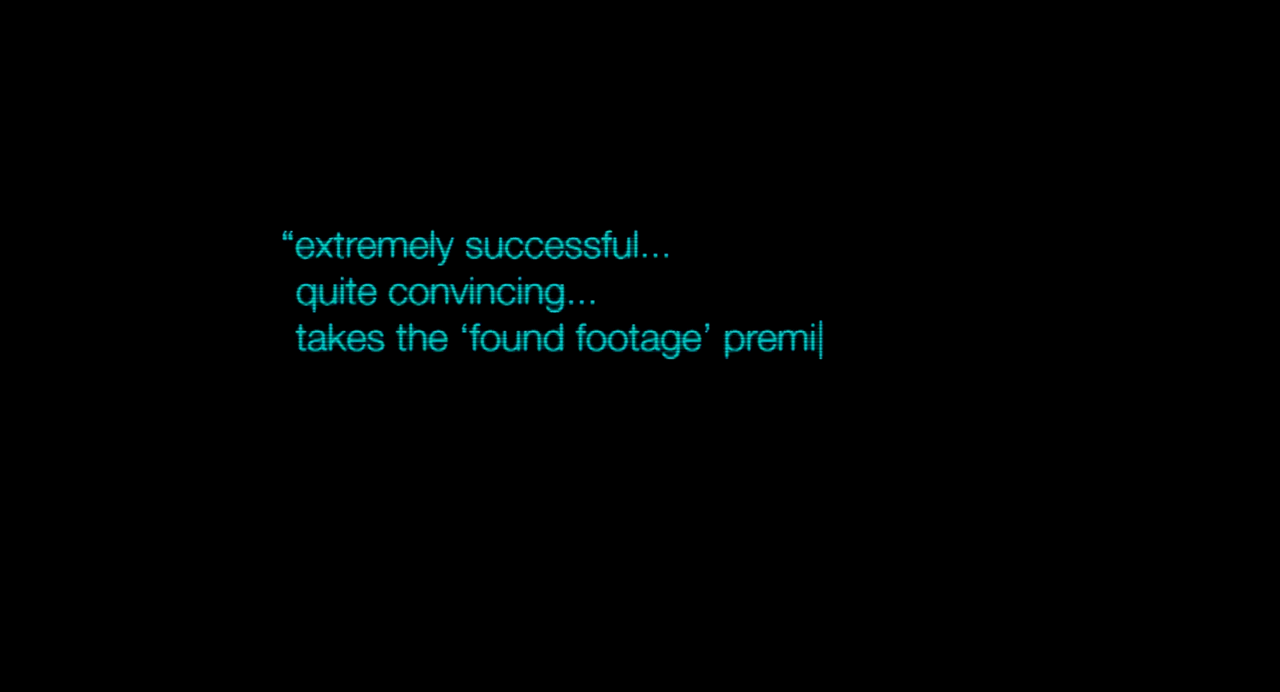 “extremely successful...
quite convincing...
takes the ‘found footage’ premi